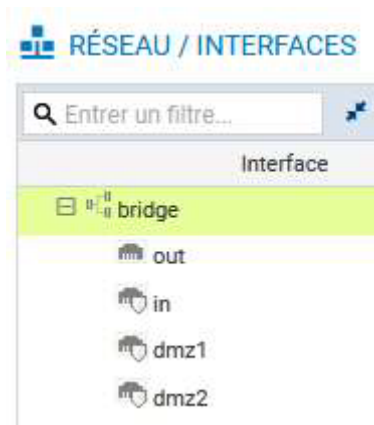 RÉSEAU / INTERFACES
Entrer un filtre...
Interface
bridge
out
in
dmz1
dmz2